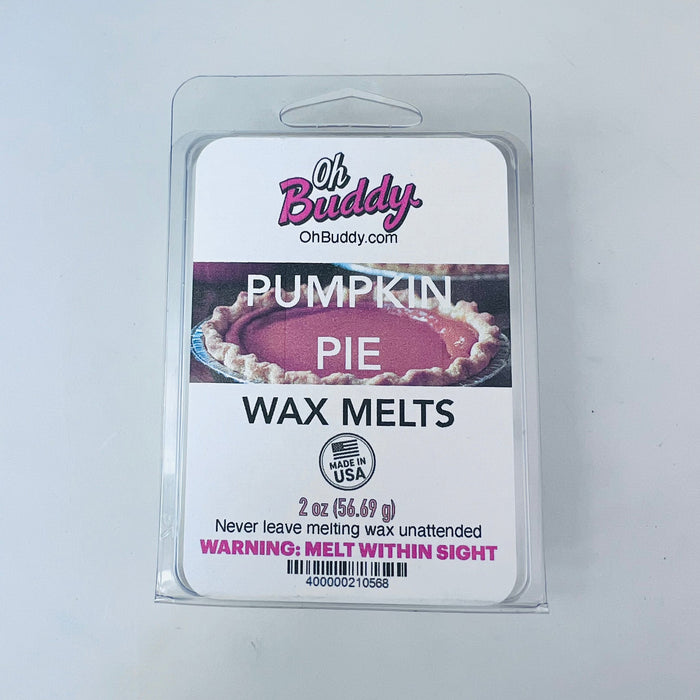 Oh
Buddy.
OhBuddy.com
PUMPKIN
PIE
WAX MELTS
MADE IN
USA
2 oz (56.69 g)
Never leave melting wax unattended
WARNING: MELT WITHIN SIGHT
400000210568